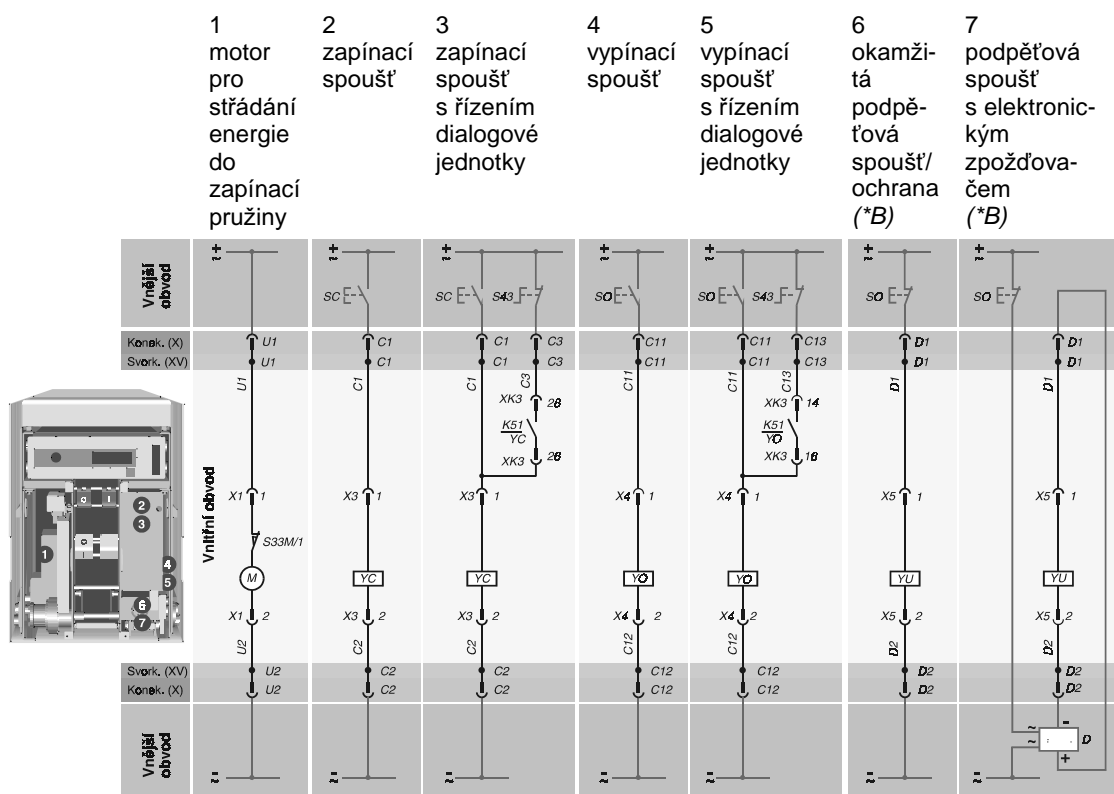 1
motor
pro
střádání
energie
do
zapínací
pružiny
2
zapínací
spoušť
3
zapínací
spoušť
s řízením
dialogové
jednotky
4
vypínací
spoušť
5
vypínací
spoušť
s řízením
dialogové
jednotky
6
okamži-
tá
podpě-
ťová
spoušť/
ochrana
(*B)
7
podpěťová
spoušť
s elektronic-
kým
zpožďova-
čem
(*B)
Vnější
obvod
SC SC S43 SO SO S43 SO SO
Konek. (X) U1 C1 C1 C3 C11 C11 C13 D1 D1
Svork. (XV) U1 C1 C1 C3 C11 C11 C13 D1 D1
U1 C1 C1 C3 C11 C11 C13 D1 D1
XK3 26 XK3 14
K51 K51
YC YO
XK3 26 XK3 16
Vnitřní obvod
X1 1 X3 1 X3 1 X4 1 X4 1 X5 1 X5 1
S33M/1
M YC YC YO YO YU YU
X1 2 X3 2 X3 2 X4 2 X4 2 X5 2 X5 2
U2 C2 C2 C12 C12 D2 D2
Svork. (XV) U2 C2 C2 C12 C12 D2 D2
Konek. (X) U2 C2 C2 C12 C12 D2 D2
Vnější
obvod
D
1
2
3
4
5
6
7